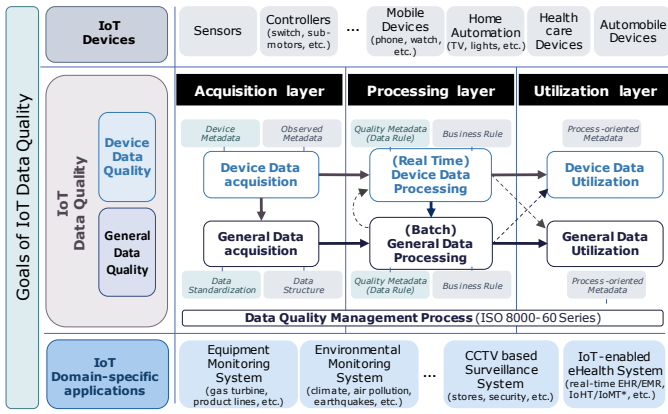 Goals of IoT Data Quality
IoT
Devices
Sensors
Controllers
(switch, sub-
motors, etc.)
...
Mobile
Devices
(phone, watch,
etc.)
Home
Automation
(TV, lights, etc.)
Health
care
Devices
Automobile
Devices
IoT
Data Quality
Device
Data
Quality
General
Data
Quality
Acquisition layer
Processing layer
Utilization layer
Device
Metadata
Observed
Metadata
Quality Metadata
(Data Rule)
Business Rule
Process-oriented
Metadata
Device Data
acquisition
(Real Time)
Device Data
Processing
Device Data
Utilization
General Data
acquisition
(Batch)
General Data
Processing
General Data
Utilization
Data
Standardization
Data
Structure
Quality Metadata
(Data Rule)
Business Rule
Process-oriented
Metadata
Data Quality Management Process (ISO 8000-60 Series)
IoT
Domain-specific
applications
Equipment
Monitoring
System
(gas turbine,
product lines, etc.)
Environmental
Monitoring
System
(climate, air pollution,
earthquakes, etc.)
...
CCTV based
Surveillance
System
(stores, security, etc.)
IoT-enabled
eHealth System
(real-time EHR/EMR,
IoHT/IoMT*, etc.)